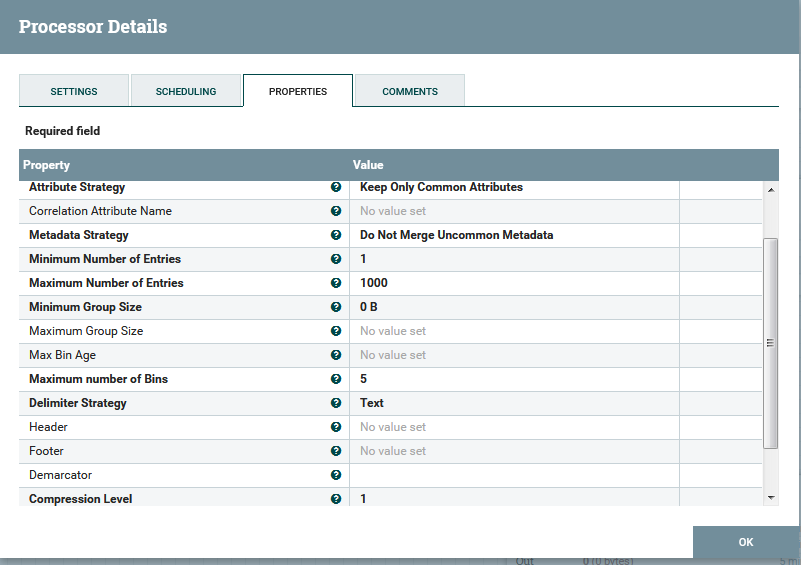 Processor Details
SETTINGS SCHEDULING PROPERTIES COMMENTS
Required field
Property Value
Attribute Strategy Keep Only Common Attributes
Correlation Attribute Name No value set
Metadata Strategy Do Not Merge Uncommon Metadata
Minimum Number of Entries 1
Maximum Number of Entries 1000
Minimum Group Size 0 B
Maximum Group Size No value set
Max Bin Age No value set
Maximum number of Bins 5
Delimiter Strategy Text
Header No value set
Footer No value set
Demarcator
Compression Level 1
OK
Out 0 (0 bytes) 5 m